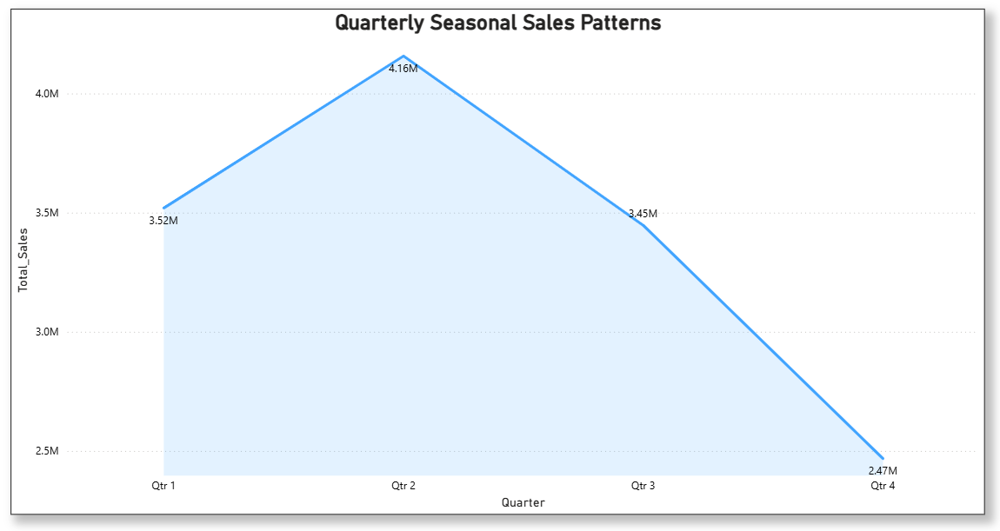 Quarterly Seasonal Sales Patterns
4.16M
4.0M
3.5M
3.45M
3.52M
Total_Sales
3.0M
2.5M
2.47M
Qtr 1
Qtr 2
Qtr 3
Qtr 4
Quarter